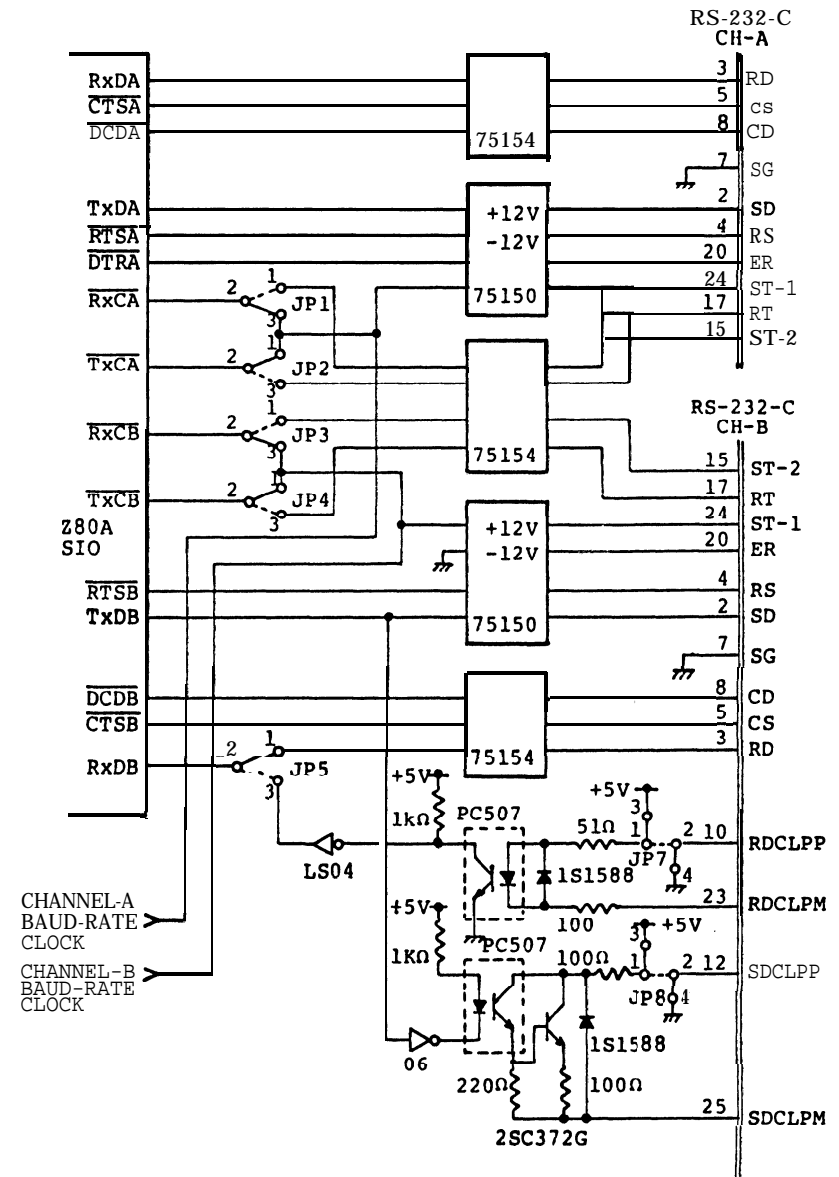 RS-232-C
CH-A
RxDA
CTSA
DCDA
75154
3 RD
5 cs
8 CD
7 SG
TxDA
RTSA
DTRA
+12V
-12V
75150
2 SD
4 RS
20 ER
24 ST-1
17 RT
15 ST-2
RxCA
2 1 3 JP1
TxCA
2 1 3 JP2
RxCB
2 1 3 JP3
TxCB
2 1 3 JP4
75154
RS-232-C
CH-B
15 ST-2
17 RT
24 ST-1
20 ER
4 RS
2 SD
7 SG
8 CD
5 CS
3 RD
Z80A
SIO
+12V
-12V
75150
RTSB
TxDB
DCDB
CTSB
RxDB
2 1 3 JP5
75154
+5V
1kΩ
LS04
PC507
1S1588
51Ω
100
+5V
3 1 2 4 JP7
10 RDCLPP
23 RDCLPM
CHANNEL-A
BAUD-RATE
CLOCK
CHANNEL-B
BAUD-RATE
CLOCK
+5V
1KΩ
PC507
06
100Ω
+5V
3 1 2 4 JP8
12 SDCLPP
1S1588
220Ω
100Ω
2SC372G
25 SDCLPM